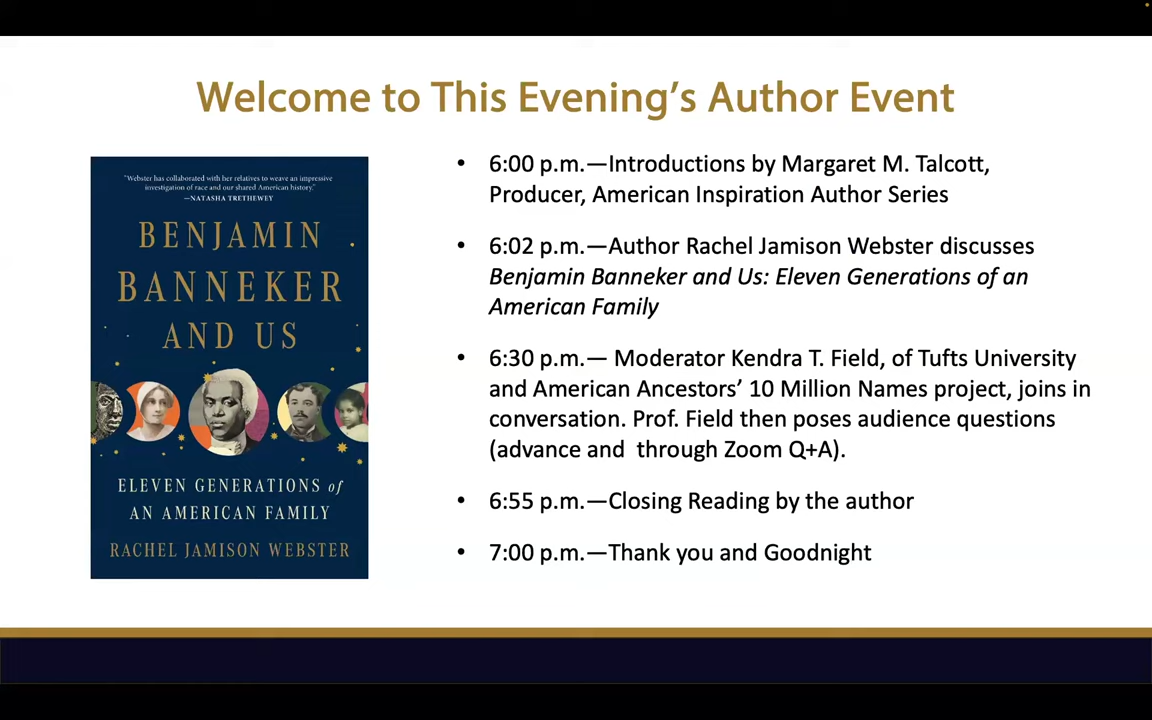 Welcome to This Evening's Author Event
"Webster has collaborated with her relatives to weave an impressive
investigation of race and our shared American history."
—NATASHA TRETHEWEY
BENJAMIN
BANNEKER
AND US
ELEVEN GENERATIONS of
AN AMERICAN FAMILY
RACHEL JAMISON WEBSTER
• 6:00 p.m.—Introductions by Margaret M. Talcott,
Producer, American Inspiration Author Series
• 6:02 p.m.—Author Rachel Jamison Webster discusses
Benjamin Banneker and Us: Eleven Generations of an
American Family
• 6:30 p.m.— Moderator Kendra T. Field, of Tufts University
and American Ancestors' 10 Million Names project, joins in
conversation. Prof. Field then poses audience questions
(advance and  through Zoom Q+A).
• 6:55 p.m.—Closing Reading by the author
• 7:00 p.m.—Thank you and Goodnight